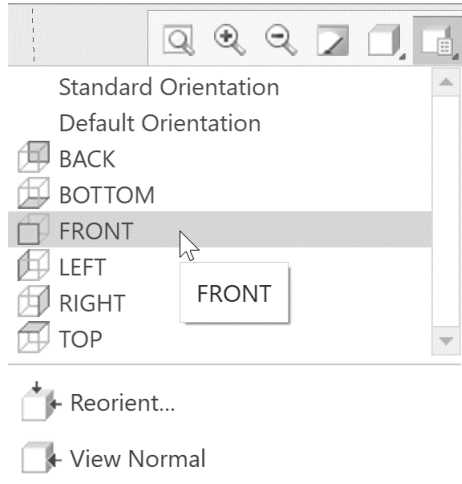 Standard Orientation
Default Orientation
BACK
BOTTOM
FRONT
LEFT
FRONT
RIGHT
TOP
Reorient...
View Normal